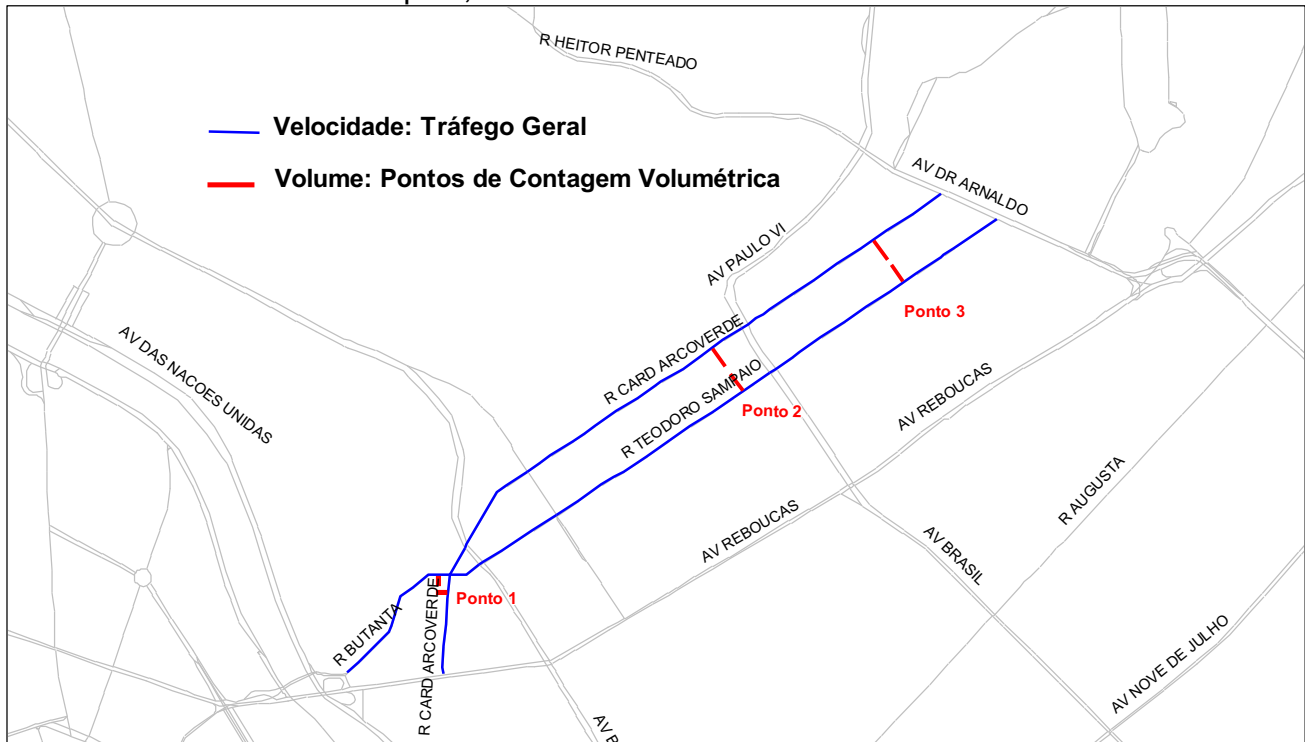 R HEITOR PENTEADO
Velocidade: Tráfego Geral
Volume: Pontos de Contagem Volumétrica
AV DR ARNALDO
AV PAULO VI
Ponto 3
AV DAS NACOES UNIDAS
R CARD ARCOVERDE
R TEODORO SAMPAIO
Ponto 2
AV REBOUCAS
R AUGUSTA
AV REBOUCAS
AV BRASIL
Ponto 1
R BUTANTA
R CARD ARCOVERDE
AV NOVE DE JULHO
AV